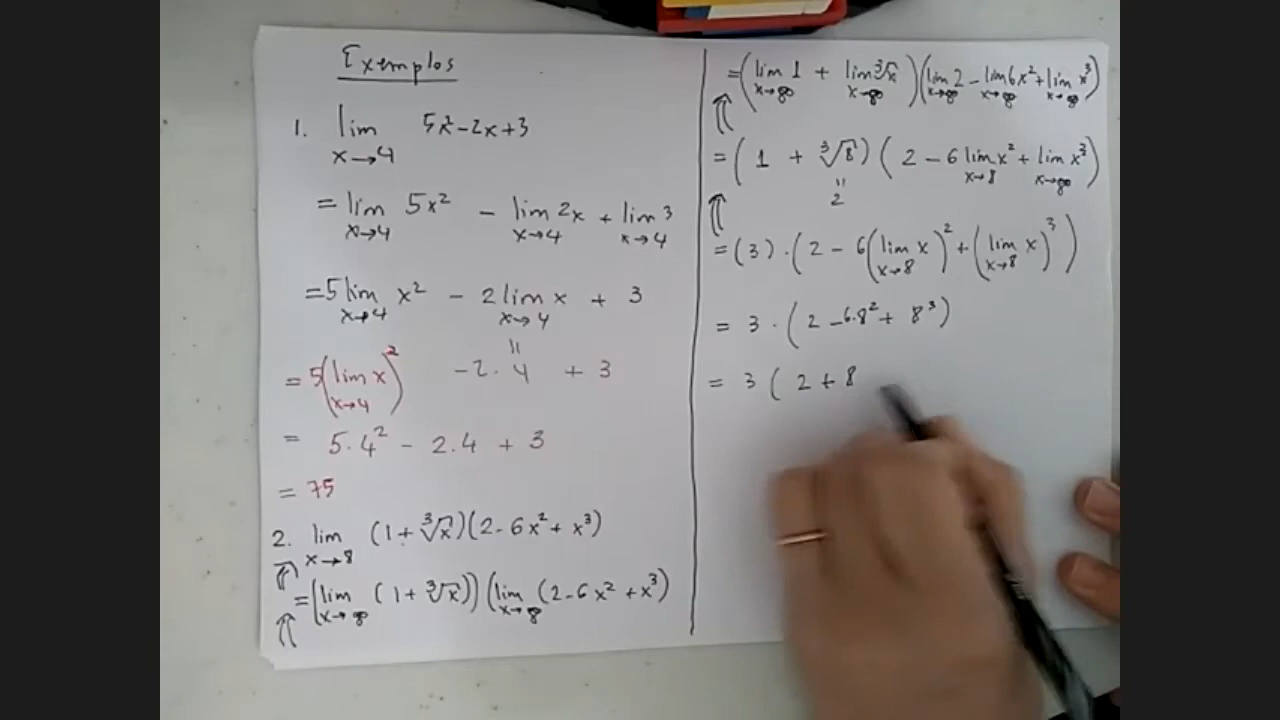 Exemplos
1. lim x→4 5x²-2x+3
= lim x→4 5x² - lim x→4 2x + lim x→4 3
= 5 lim x→4 x² - 2 lim x→4 x + 3
= 5(lim x→4 x)² -2.4 + 3
= 5.4² - 2.4 + 3
= 75
2. lim x→8 (1+∛x)(2-6x²+x³)
= (lim x→8 (1+∛x))(lim x→8 (2-6x²+x³)
= (lim x→8 1 + lim x→8 ∛x)(lim x→8 2 - lim x→8 6x² + lim x→8 x³)
= (1 + ∛8)(2 - 6 lim x→8 x² + lim x→8 x³)
" 2
= (3).(2 - 6(lim x→8 x)² + (lim x→8 x)³)
= 3.(2 - 6.8² + 8³)
= 3(2 + 8